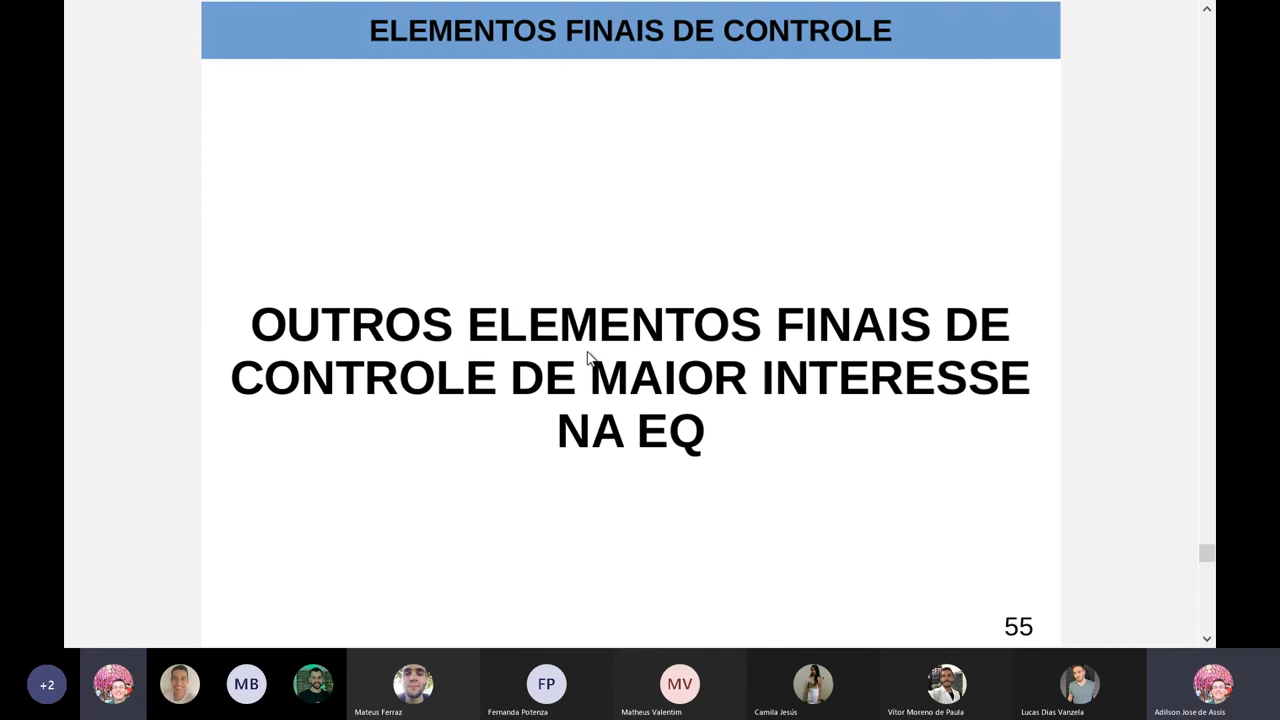 ELEMENTOS FINAIS DE CONTROLE
OUTROS ELEMENTOS FINAIS DE
CONTROLE DE MAIOR INTERESSE
NA EQ
55
+2
MB
FP
MV
Mateus Ferraz
Fernanda Potenza
Matheus Valentim
Camila Jesús
Vítor Moreno de Paula
Lucas Dias Vanzela
Adilson Jose de Assis